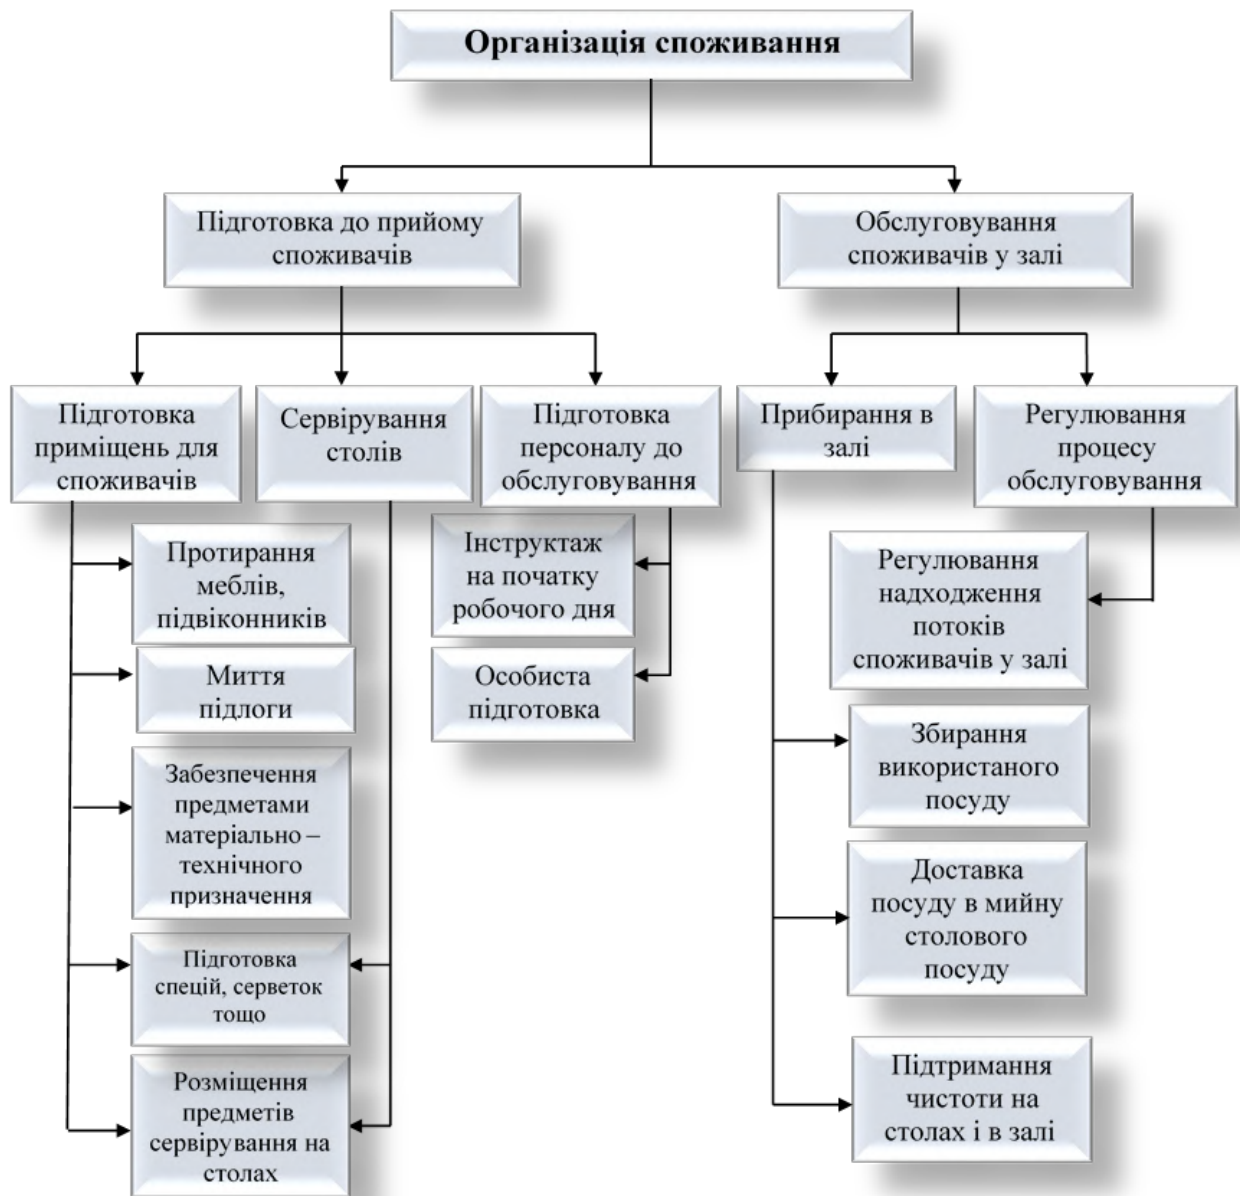 Організація споживання
Підготовка до прийому
споживачів
Обслуговування
споживачів у залі
Підготовка
приміщень для
споживачів
Сервірування
столів
Підготовка
персоналу до
обслуговування
Прибирання в
залі
Регулювання
процесу
обслуговування
Протирання
меблів,
підвіконників
Миття
підлоги
Забезпечення
предметами
матеріально –
технічного
призначення
Підготовка
спецій, серветок
тощо
Розміщення
предметів
сервірування на
столах
Інструктаж
на початку
робочого дня
Особиста
підготовка
Регулювання
надходження
потоків
споживачів у залі
Збирання
використаного
посуду
Доставка
посуду в мийну
столового
посуду
Підтримання
чистоти на
столах і в залі